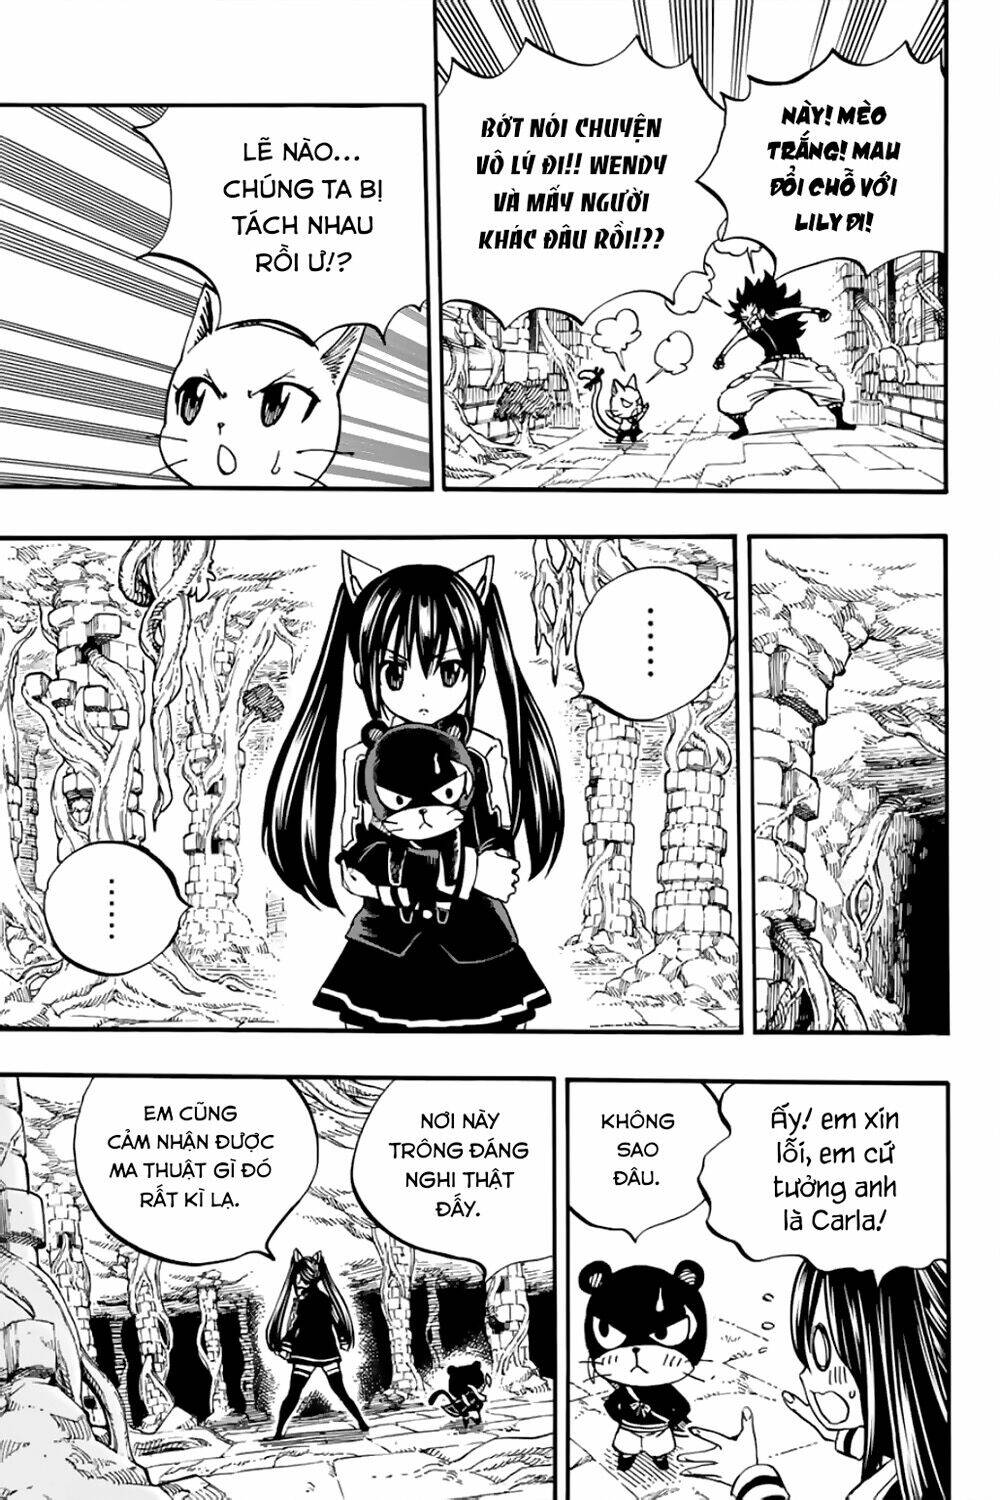 NÀY! MÈO
TRẮNG! MAU
ĐỔI CHỖ VỚI
LILY ĐI!
BỚT NÓI CHUYỆN
VÔ LÝ ĐI!! WENDY
VÀ MẤY NGƯỜI
KHÁC ĐÂU RỒI!??
LẼ NÀO...
CHÚNG TA BỊ
TÁCH NHAU
RỒI Ư!?
......
.....
Ấy! em xin
lỗi, em cứ
tưởng anh
là Carla!
KHÔNG
SAO
ĐÂU.
NƠI NÀY
TRÔNG ĐÁNG
NGHI THẬT
ĐẤY.
EM CŨNG
CẢM NHẬN ĐƯỢC
MA THUẬT GÌ ĐÓ
RẤT KÌ LẠ.